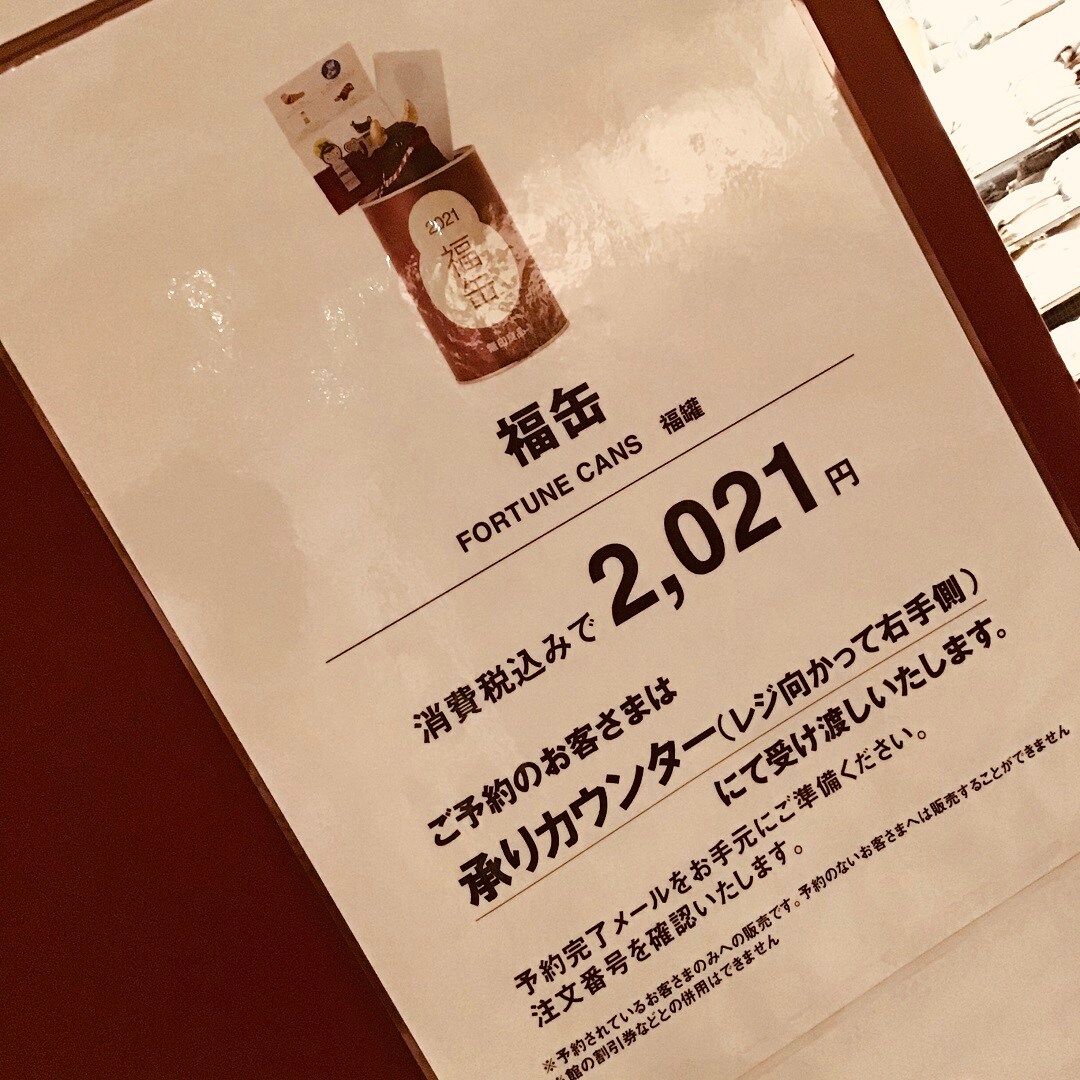 2021
福
缶
無印良品
福缶
FORTUNE CANS 福罐
消費税込みで 2,021円
ご予約のお客さまは
承りカウンター(レジ向かって右手側)
にて受け渡しいたします。
予約完了メールをお手元にご準備ください。
注文番号を確認いたします。
※予約されているお客さまのみへの販売です。予約のないお客さまへは販売することができません
館の割引券などとの併用はできません